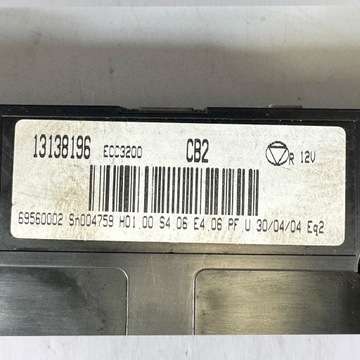 13138196 ECC3200 CB2 R 12V
69560002 Sn004759 H01 00 S4 06 E4 06 PF U 30/04/04 Eq2